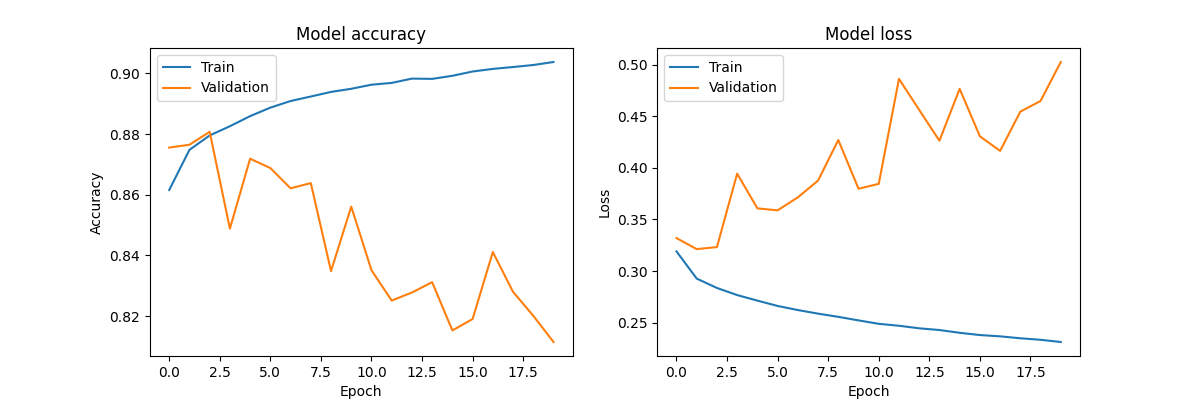 Model accuracy
Train
Validation
0.90
0.88
0.86
0.84
0.82
Accuracy
0.0 2.5 5.0 7.5 10.0 12.5 15.0 17.5
Epoch
Model loss
Train
Validation
0.50
0.45
0.40
0.35
0.30
0.25
Loss
0.0 2.5 5.0 7.5 10.0 12.5 15.0 17.5
Epoch